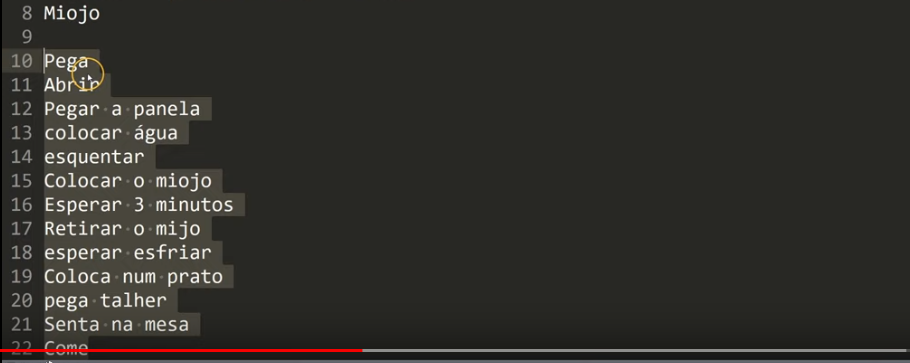 8 Miojo
9
10 Pega
11 Abrir
12 Pegar a panela
13 colocar água
14 esquentar
15 Colocar o miojo
16 Esperar 3 minutos
17 Retirar o mijo
18 esperar esfriar
19 Coloca num prato
20 pega talher
21 Senta na mesa
22 Come